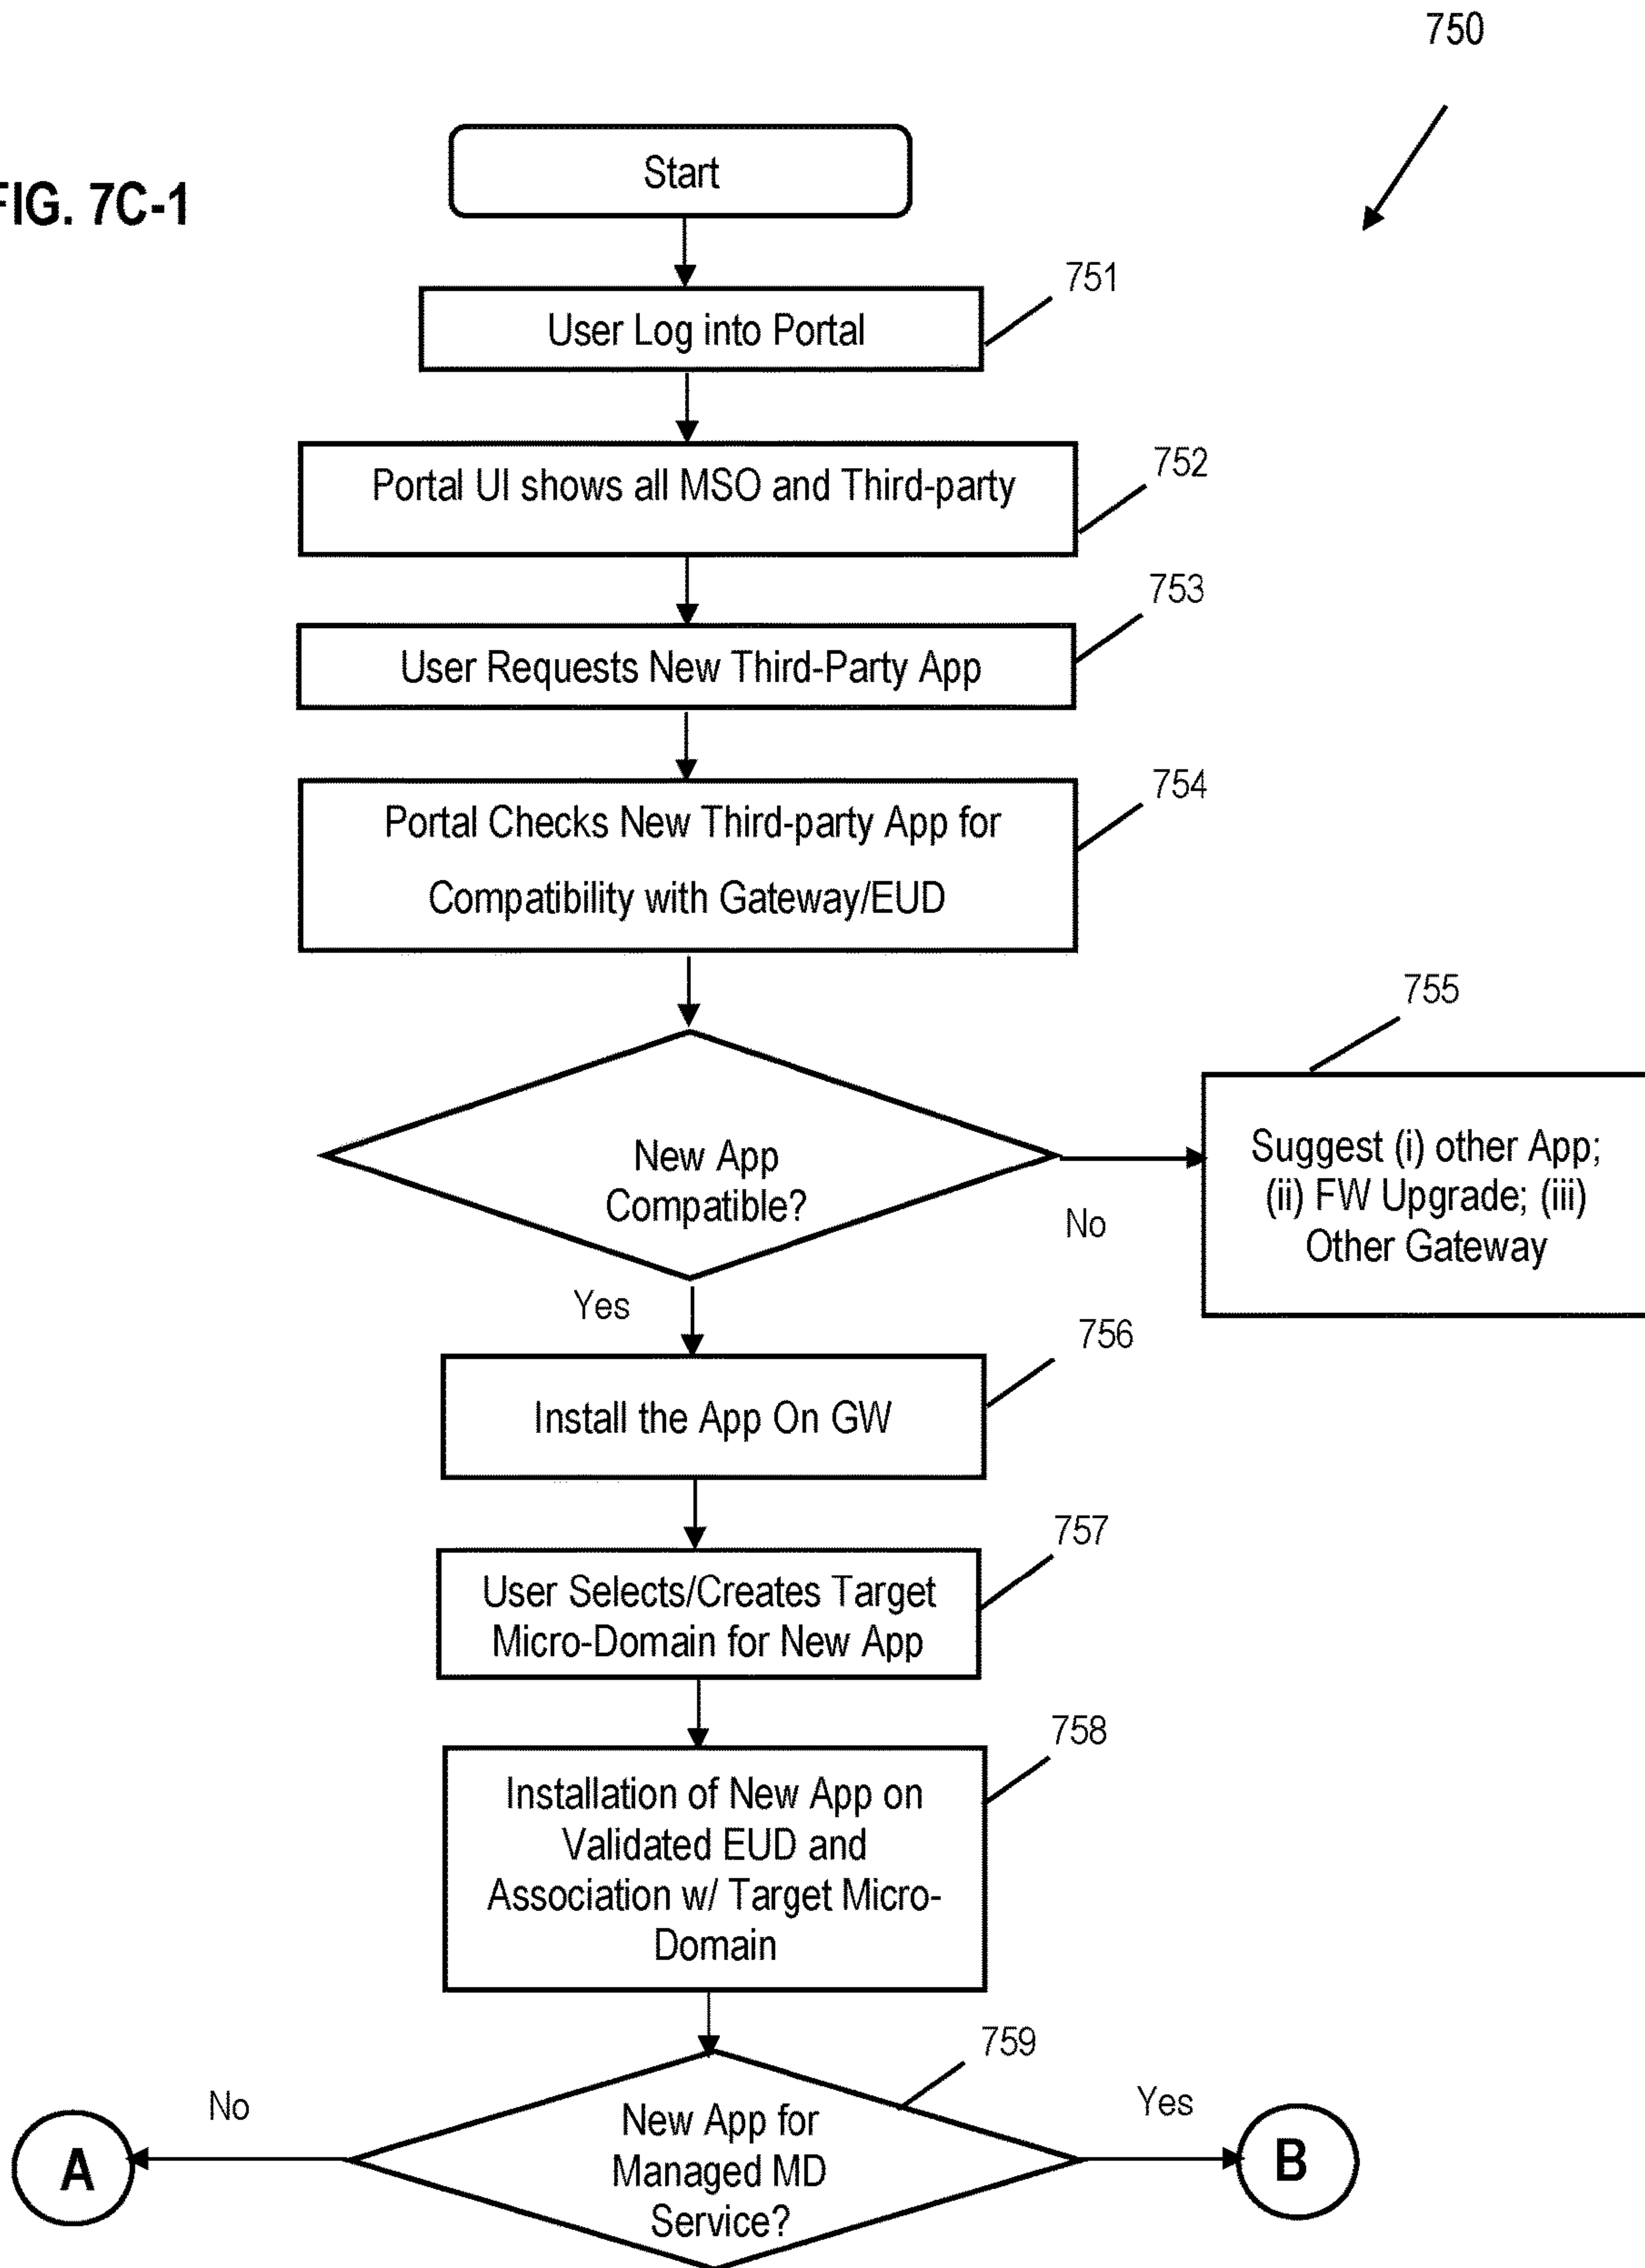 750
FIG. 7C-1
Start
751
User Log into Portal
752
Portal UI shows all MSO and Third-party
753
User Requests New Third-Party App
754
Portal Checks New Third-party App for
Compatibility with Gateway/EUD
755
New App
Compatible?
No
Suggest (i) other App;
(ii) FW Upgrade; (iii)
Other Gateway
Yes
756
Install the App On GW
757
User Selects/Creates Target
Micro-Domain for New App
758
Installation of New App on
Validated EUD and
Association w/ Target Micro-
Domain
759
No
Yes
New App for
Managed MD
Service?
A
B